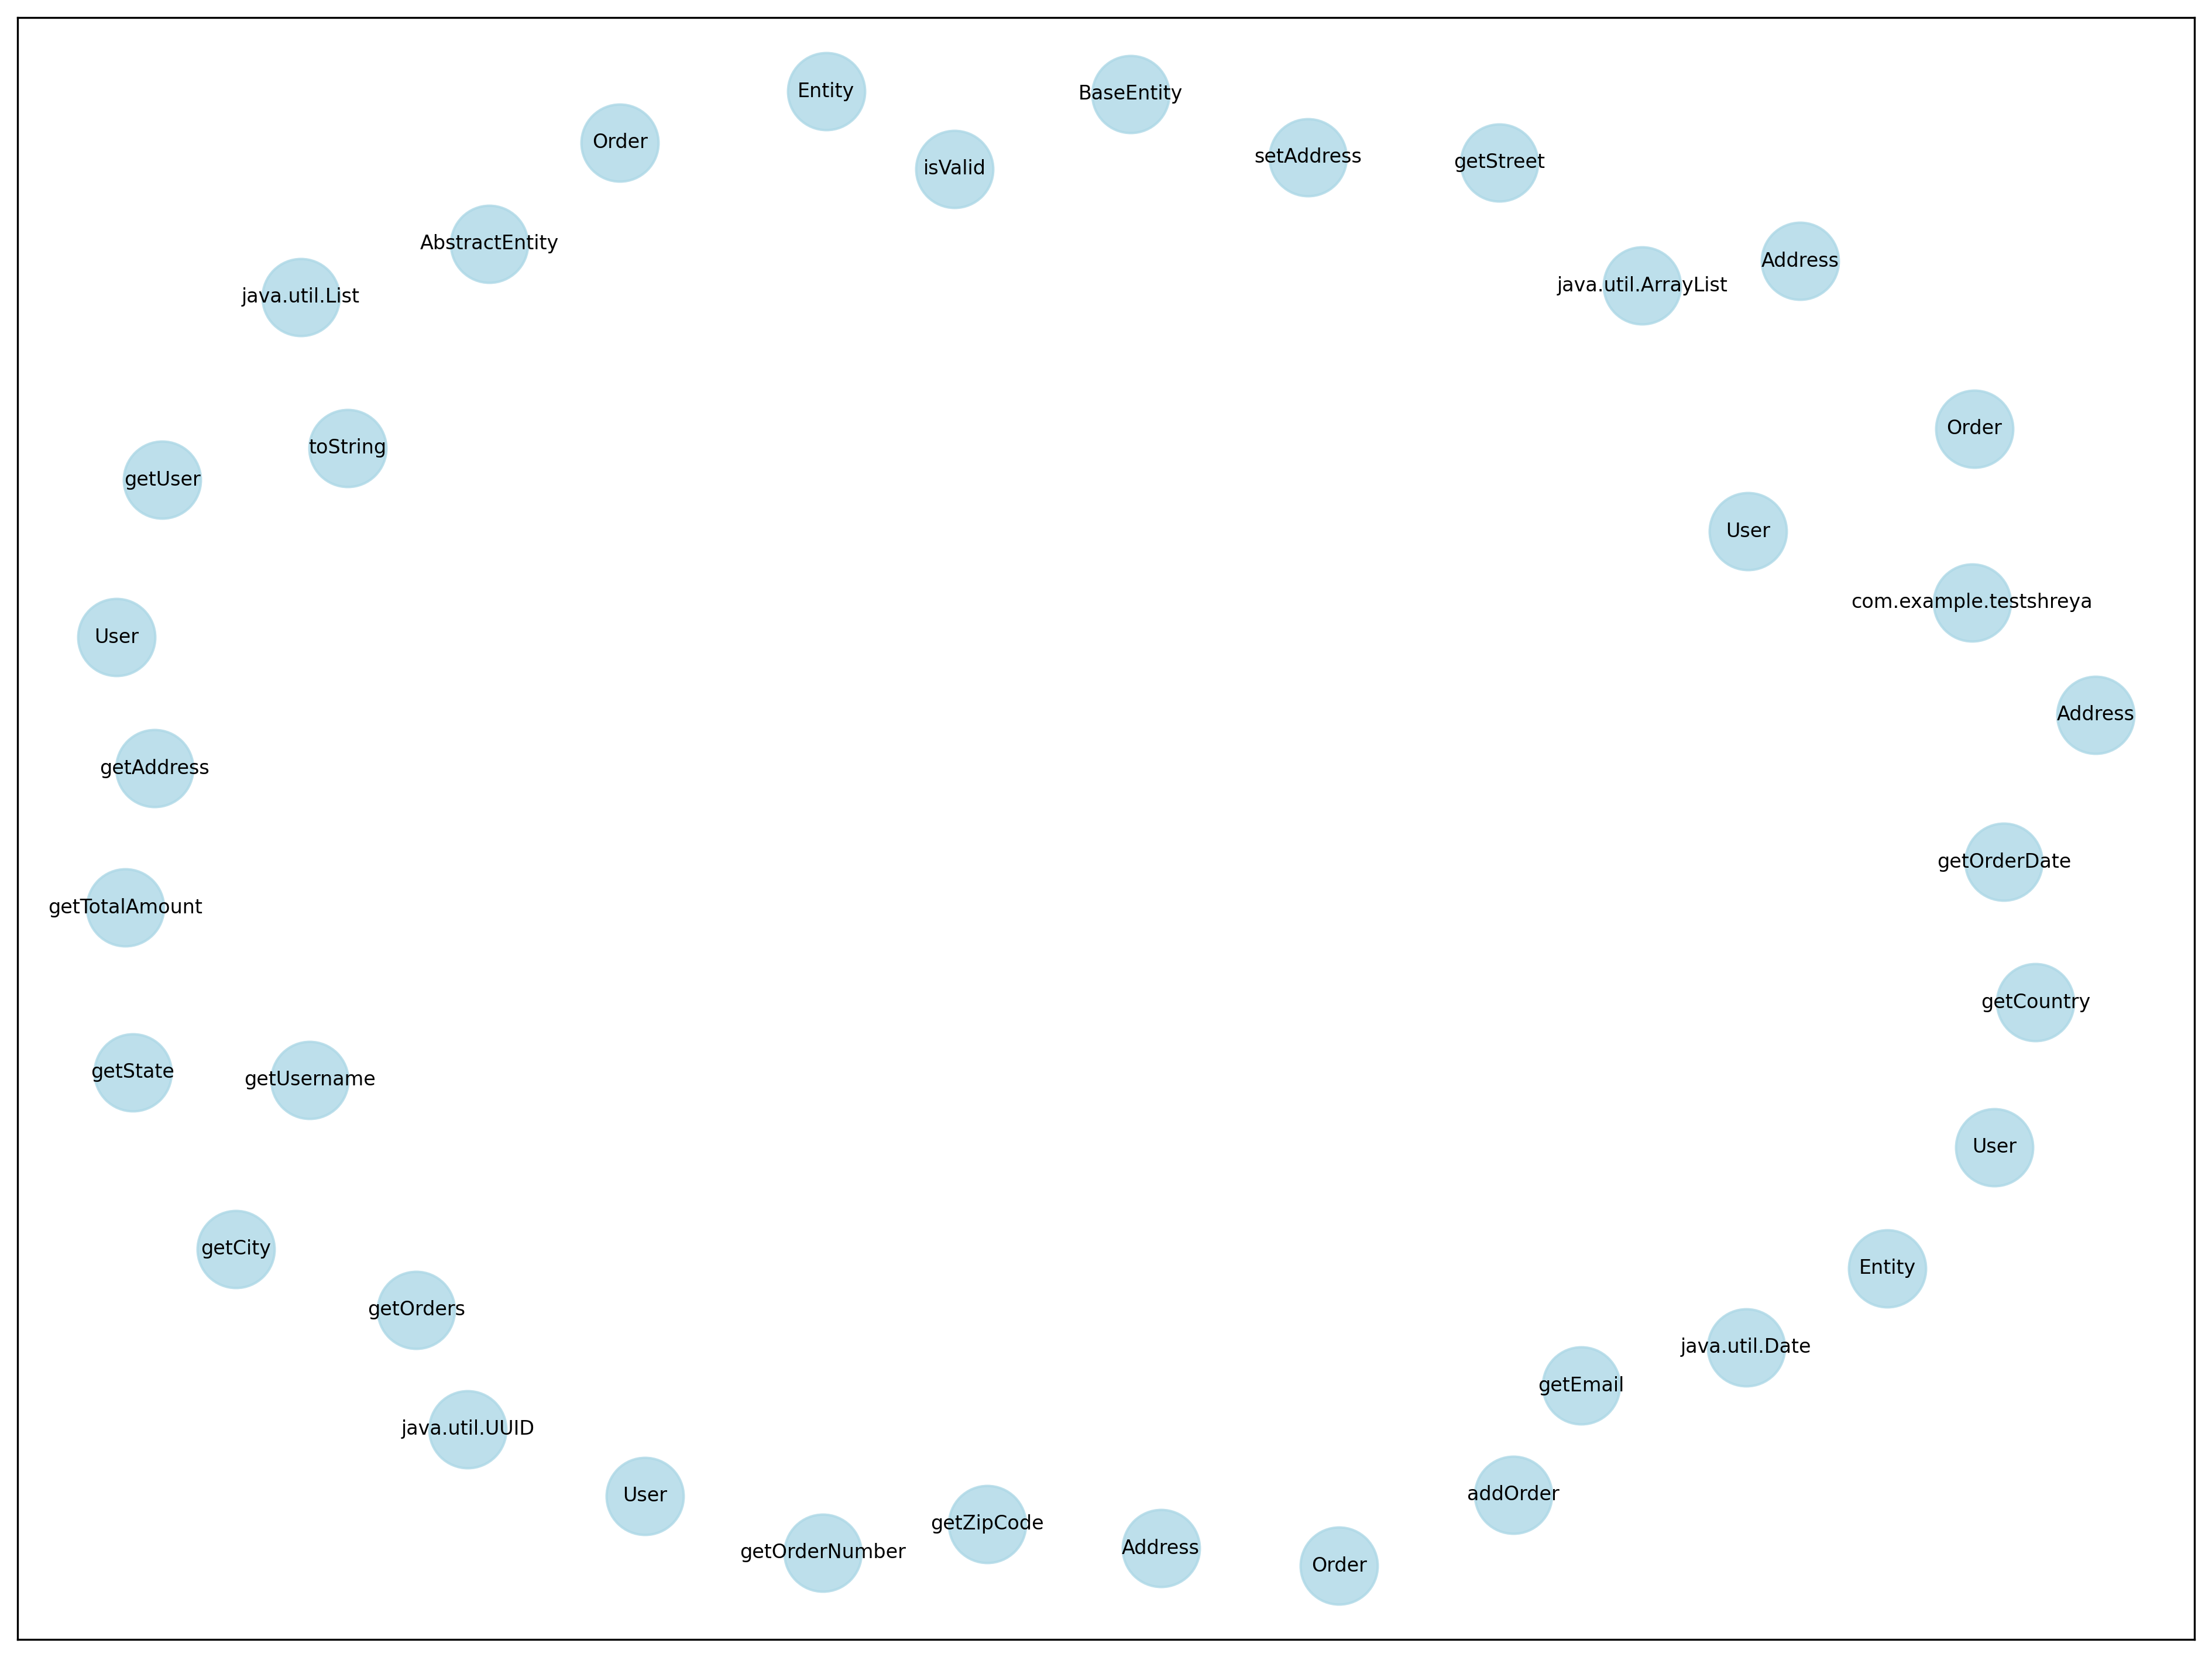 Entity
BaseEntity
Order
setAddress
getStreet
isValid
AbstractEntity
Address
java.util.List
java.util.ArrayList
Order
toString
getUser
User
com.example.testshreya
User
Address
getAddress
getOrderDate
getTotalAmount
getCountry
getState
getUsername
User
getCity
Entity
getOrders
java.util.Date
getEmail
java.util.UUID
User
addOrder
getZipCode
getOrderNumber
Address
Order